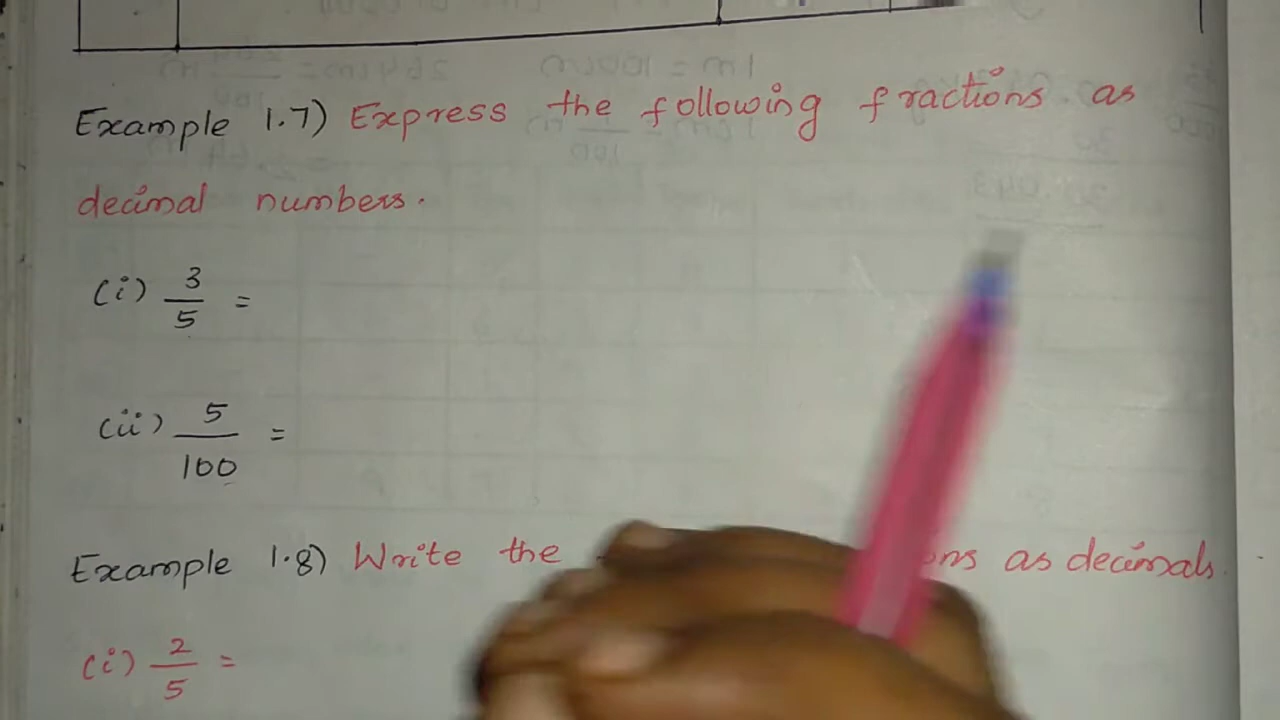 Example 1.7) Express the following fractions as
decimal numbers.
(i) 3/5 =
(ii) 5/100 =
Example 1.8) Write the ons as decimals.
(i) 2/5 =